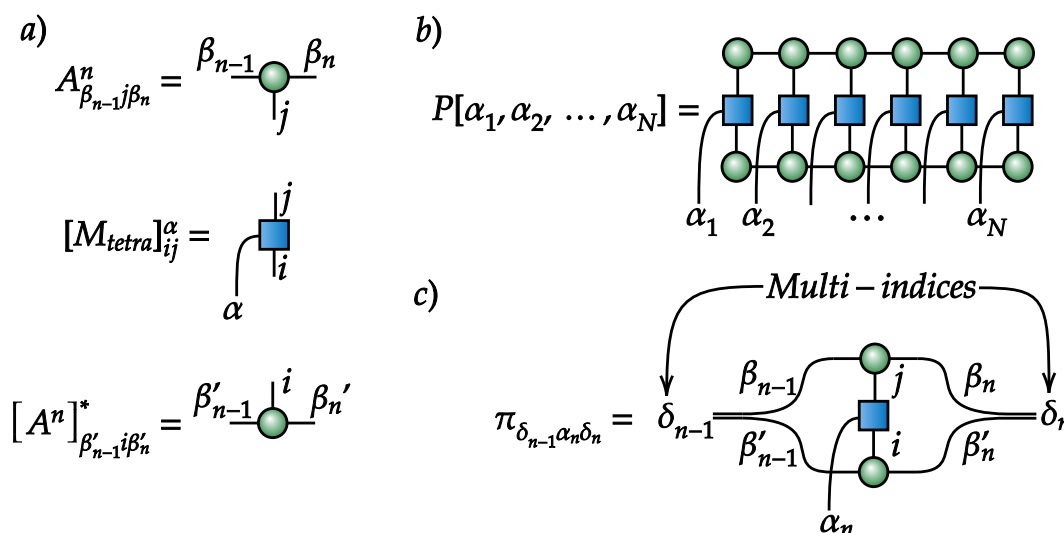 a)
A^n_{β_{n−1}jβ_n} = β_{n−1} β_n
j
[M_{tetra}]^α_{ij} = j
i
α
[A^n]^*_{β′_{n−1}iβ′_n} = β′_{n−1} i β_n′
b)
P[α_1, α_2, … , α_N] =
α_1 α_2 … α_N
c)
Multi − indices
β_{n−1} j β_n
π_{δ_{n−1}α_nδ_n} = δ_{n−1} δ_n
β′_{n−1} i β′_n
α_n